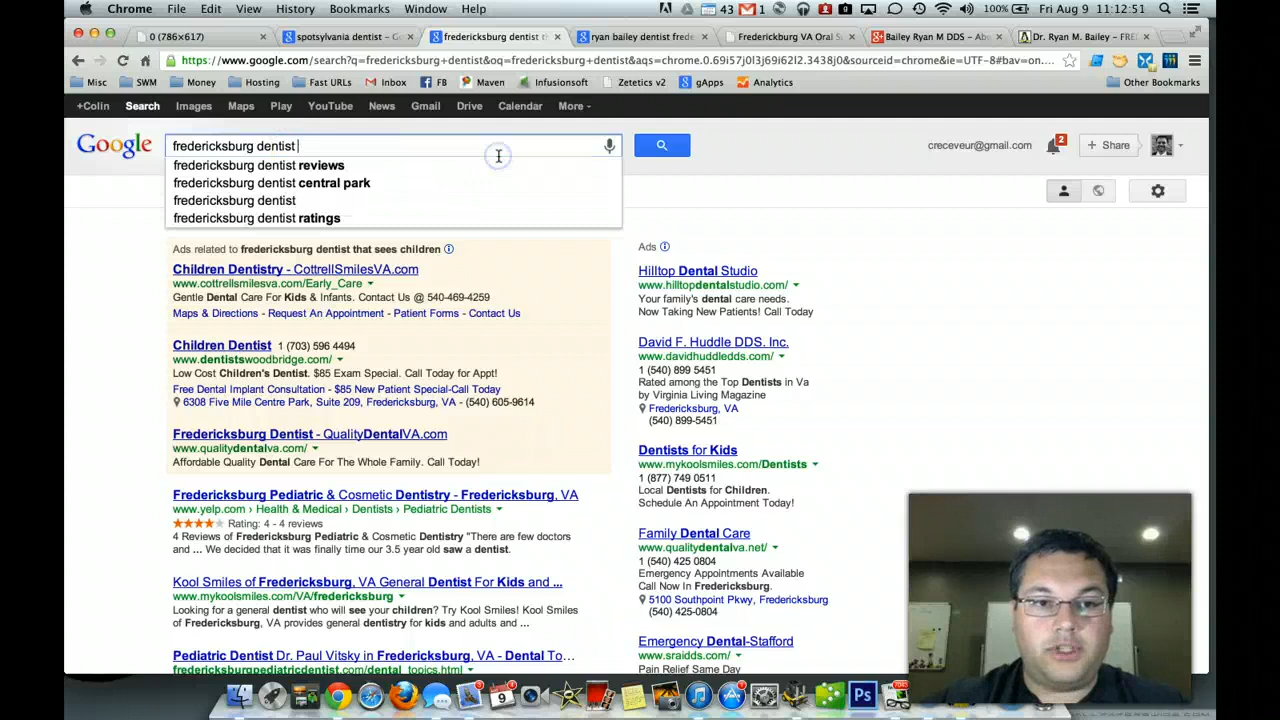 Chrome File Edit View History Bookmarks Window Help 43 1 100% Fri Aug 9 11:12:51
0 (786×617) spotsylvania dentist - G fredericksburg dentist th ryan bailey dentist frede Frederickburg VA Oral S Bailey Ryan M DDS - Abo Dr. Ryan M. Bailey - FRE
https://www.google.com/search?q=fredericksburg+dentist&oq=fredericksburg+dentist&aqs=chrome.0.69i57j0l3j69i62l2.3438j0&sourceid=chrome&ie=UTF-8#bav=on....
Misc SWM Money Hosting Fast URLs Inbox FB Maven Infusionsoft Zetetics v2 gApps Analytics Other Bookmarks
+Colin Search Images Maps Play YouTube News Gmail Drive Calendar More
Google fredericksburg dentist creceveur@gmail.com 2 + Share
fredericksburg dentist reviews
fredericksburg dentist central park
fredericksburg dentist
fredericksburg dentist ratings
Ads related to fredericksburg dentist that sees children
Children Dentistry - CottrellSmilesVA.com
www.cottrellsmilesva.com/Early_Care
Gentle Dental Care For Kids & Infants. Contact Us @ 540-469-4259
Maps & Directions - Request An Appointment - Patient Forms - Contact Us
Children Dentist 1 (703) 596 4494
www.dentistswoodbridge.com/
Low Cost Children's Dentist. $85 Exam Special. Call Today for Appt!
Free Dental Implant Consultation - $85 New Patient Special-Call Today
6308 Five Mile Centre Park, Suite 209, Fredericksburg, VA - (540) 605-9614
Fredericksburg Dentist - QualityDentalVA.com
www.qualitydentalva.com/
Affordable Quality Dental Care For The Whole Family. Call Today!
Fredericksburg Pediatric & Cosmetic Dentistry - Fredericksburg, VA
www.yelp.com › Health & Medical › Dentists › Pediatric Dentists
Rating: 4 - 4 reviews
4 Reviews of Fredericksburg Pediatric & Cosmetic Dentistry "There are few doctors
and ... We decided that it was finally time our 3.5 year old saw a dentist.
Kool Smiles of Fredericksburg, VA General Dentist For Kids and ...
www.mykoolsmiles.com/VA/fredericksburg
Looking for a general dentist who will see your children? Try Kool Smiles! Kool Smiles
of Fredericksburg, VA provides general dentistry for kids and adults and ...
Pediatric Dentist Dr. Paul Vitsky in Fredericksburg, VA - Dental To...
fredericksburgpediatricdentist.com/dental_topics.html
Ads
Hilltop Dental Studio
www.hilltopdentalstudio.com/
Your family's dental care needs.
Now Taking New Patients! Call Today
David F. Huddle DDS. Inc.
www.davidhuddledds.com/
1 (540) 899 5451
Rated among the Top Dentists in Va
by Virginia Living Magazine
Fredericksburg, VA
(540) 899-5451
Dentists for Kids
www.mykoolsmiles.com/Dentists
1 (877) 749 0511
Local Dentists for Children.
Schedule An Appointment Today!
Family Dental Care
www.qualitydentalva.net/
1 (540) 425 0804
Emergency Appointments Available
Call Now In Fredericksburg.
5100 Southpoint Pkwy, Fredericksburg
(540) 425-0804
Emergency Dental-Stafford
www.sraidds.com/
Pain Relief Same Day
9 Ps